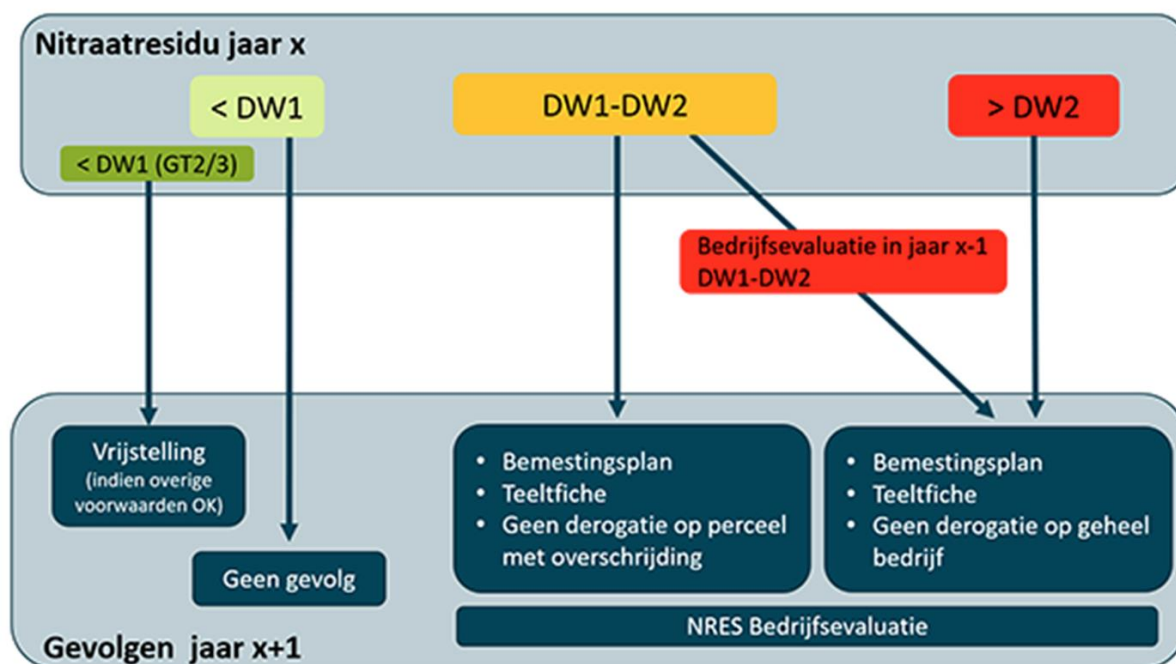 Nitraatresidu jaar x
< DW1
DW1-DW2
> DW2
< DW1 (GT2/3)
Bedrijfsevaluatie in jaar x-1
DW1-DW2
Vrijstelling
(indien overige
voorwaarden OK)
Geen gevolg
• Bemestingsplan
• Teeltfiche
• Geen derogatie op perceel
met overschrijding
• Bemestingsplan
• Teeltfiche
• Geen derogatie op geheel
bedrijf
NRES Bedrijfsevaluatie
Gevolgen jaar x+1